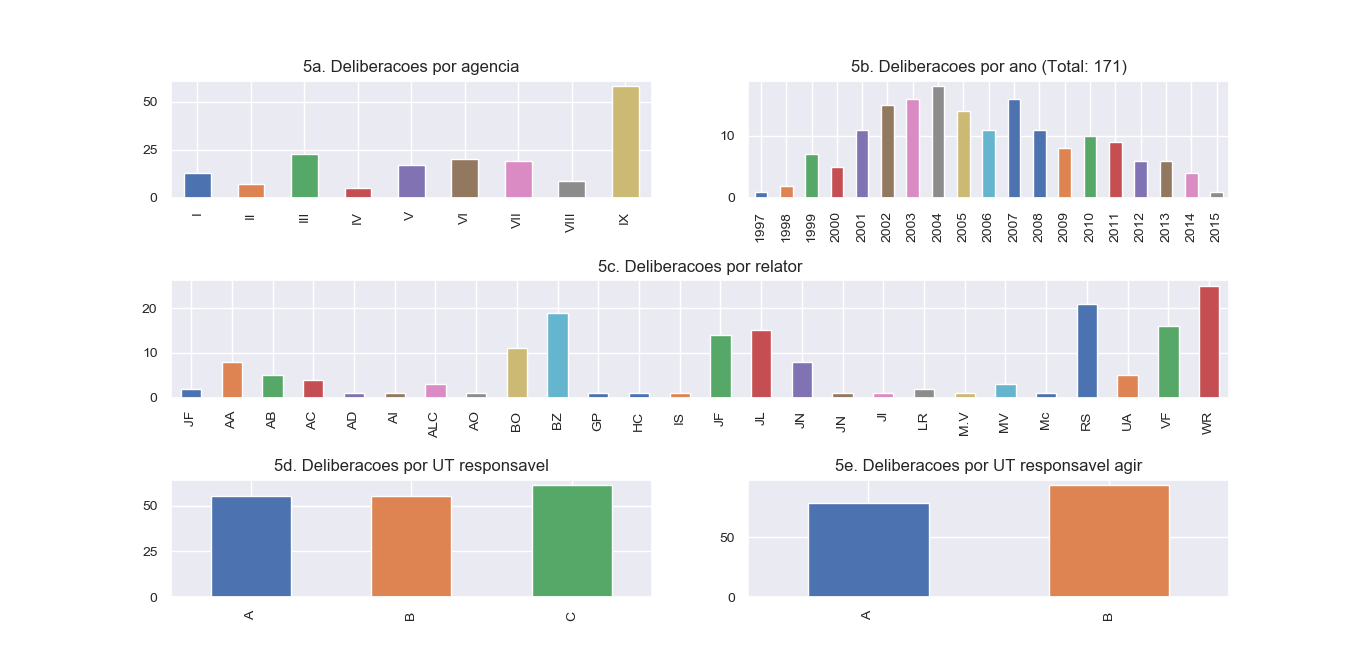 5a. Deliberacoes por agencia
50
25
0
I
II
III
IV
V
VI
VII
VIII
IX
5b. Deliberacoes por ano (Total: 171)
10
0
1997
1998
1999
2000
2001
2002
2003
2004
2005
2006
2007
2008
2009
2010
2011
2012
2013
2014
2015
5c. Deliberacoes por relator
20
10
0
JF
AA
AB
AC
AD
AI
ALC
AO
BO
BZ
GP
HC
IS
JF
JL
JN
JN
JI
LR
M.V
MV
Mc
RS
UA
VF
WR
5d. Deliberacoes por UT responsavel
50
25
0
A
B
C
5e. Deliberacoes por UT responsavel agir
50
0
A
B